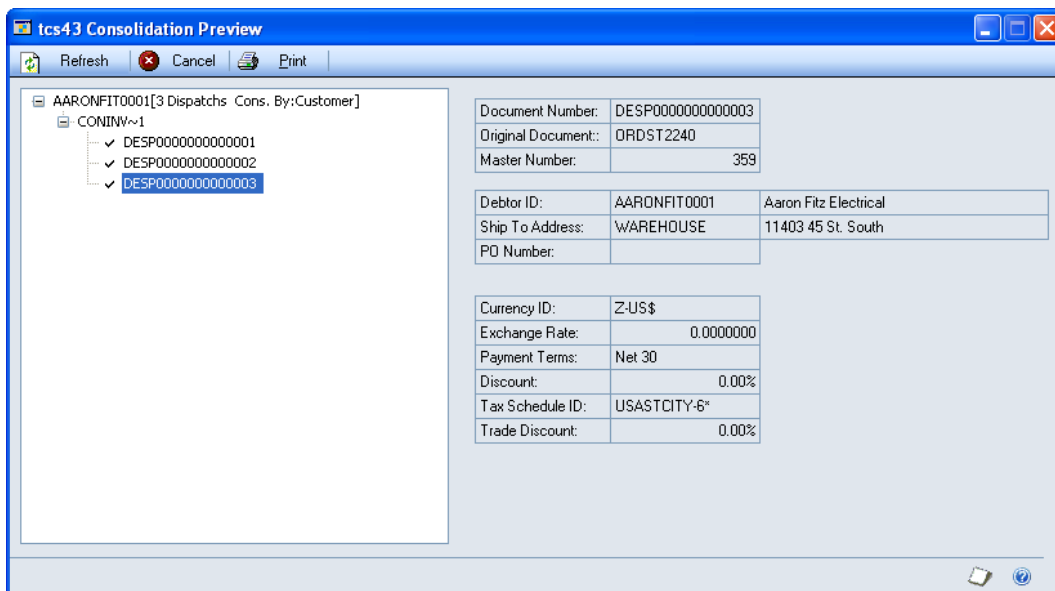 tcs43 Consolidation Preview
Refresh Cancel Print
AARONFIT0001[3 Dispatchs Cons. By:Customer]
CONINV~1
DESP0000000000001
DESP0000000000002
DESP0000000000003
Document Number: DESP0000000000003
Original Document:: ORDST2240
Master Number: 359
Debtor ID: AARONFIT0001 Aaron Fitz Electrical
Ship To Address: WAREHOUSE 11403 45 St. South
PO Number:
Currency ID: Z-US$
Exchange Rate: 0.0000000
Payment Terms: Net 30
Discount: 0.00%
Tax Schedule ID: USASTCITY-6*
Trade Discount: 0.00%